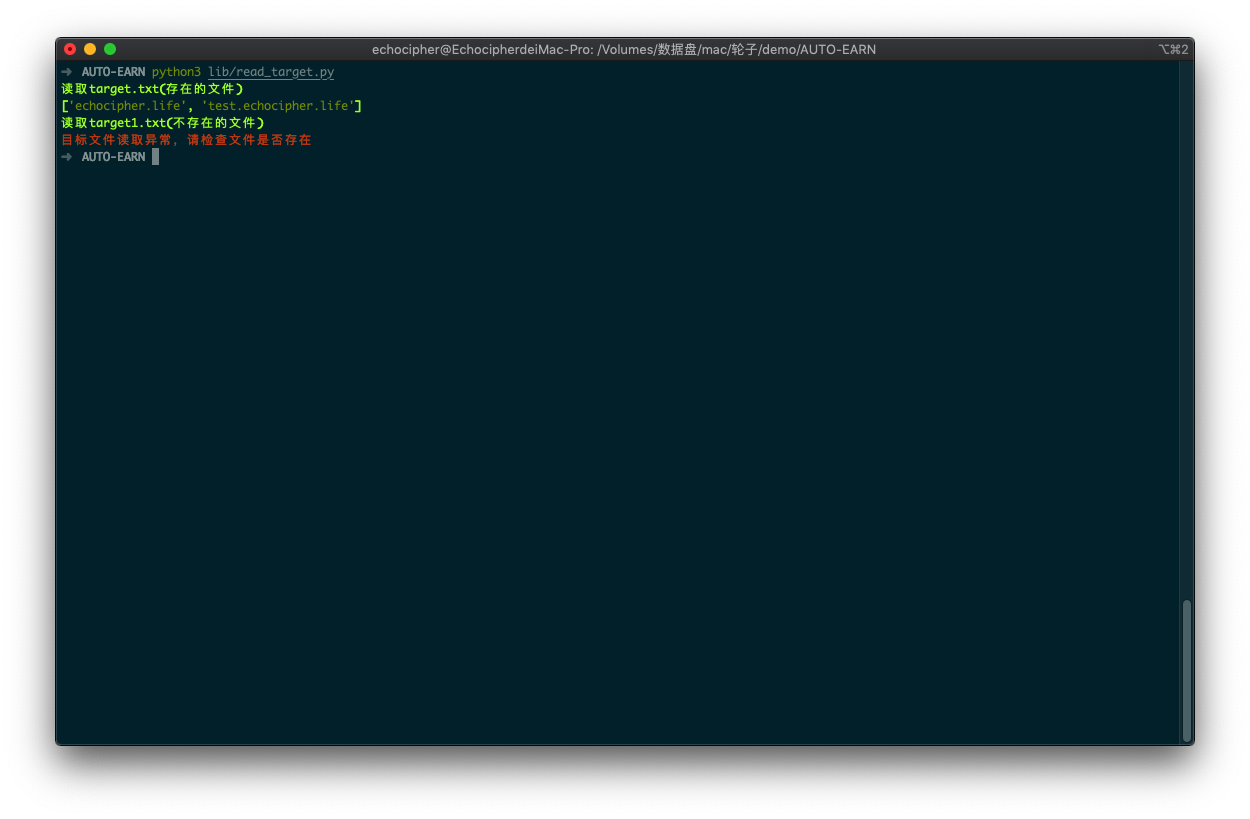 echocipher@EchocipherdeiMac-Pro: /Volumes/数据盘/mac/轮子/demo/AUTO-EARN ⌥⌘2
➜ AUTO-EARN python3 lib/read_target.py
读取target.txt(存在的文件)
['echocipher.life', 'test.echocipher.life']
读取target1.txt(不存在的文件)
目标文件读取异常，请检查文件是否存在
➜ AUTO-EARN